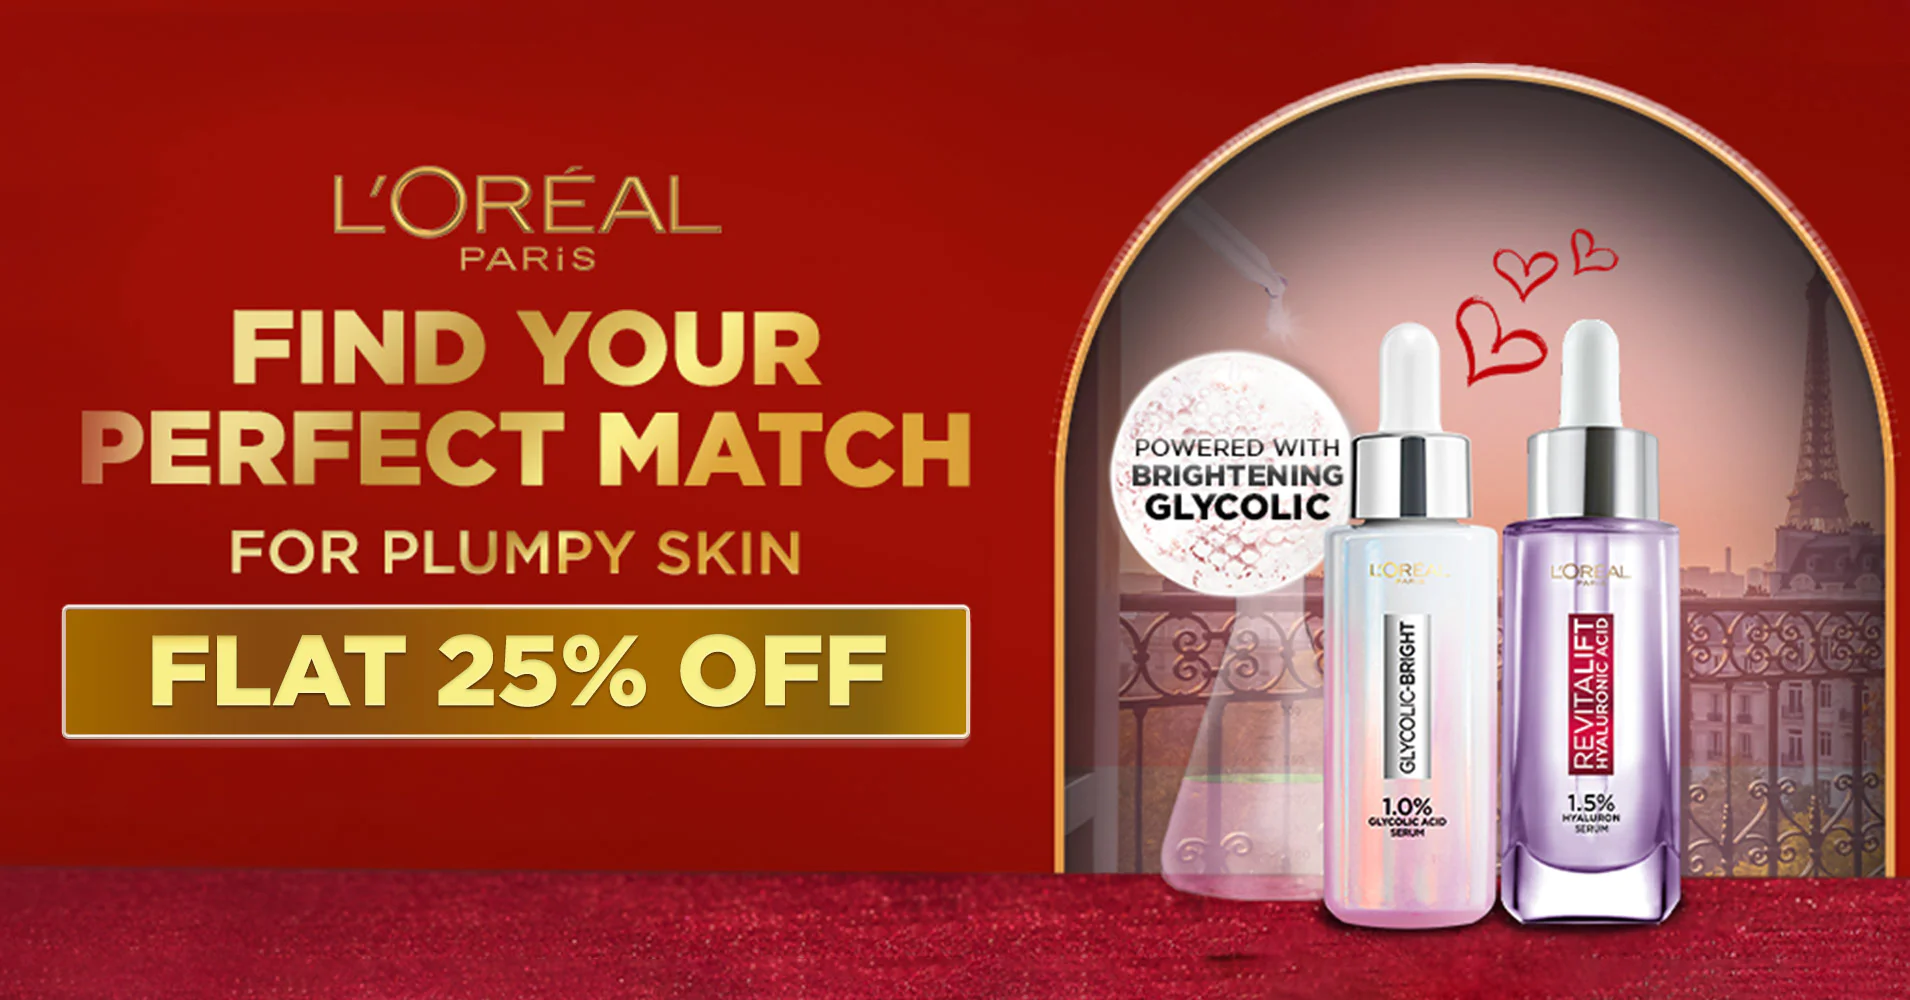 L'ORÉAL
PARiS
FIND YOUR
PERFECT MATCH
FOR PLUMPY SKIN
FLAT 25% OFF
POWERED WITH
BRIGHTENING
GLYCOLIC
L'ORÉAL
PARIS
GLYCOLIC-BRIGHT
1.0%
GLYCOLIC ACID
SERUM
L'ORÉAL
PARIS
REVITALIFT
HYALURONIC ACID
1.5%
HYALURON
SERUM